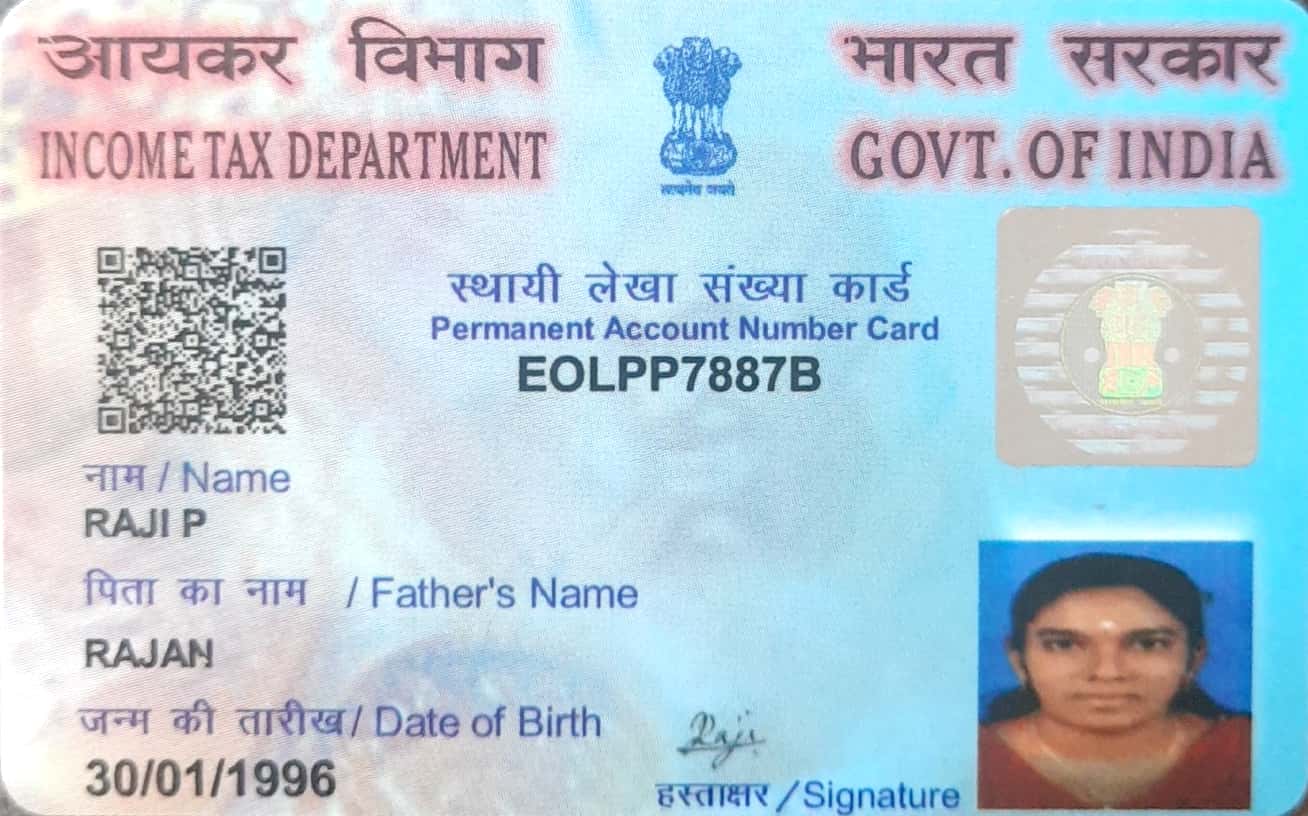 आयकर विभाग
INCOME TAX DEPARTMENT
सत्यमेव जयते
भारत सरकार
GOVT. OF INDIA
स्थायी लेखा संख्या कार्ड
Permanent Account Number Card
EOLPP7887B
नाम / Name
RAJI P
पिता का नाम / Father's Name
RAJAN
जन्म की तारीख / Date of Birth
30/01/1996
Raji
हस्ताक्षर / Signature